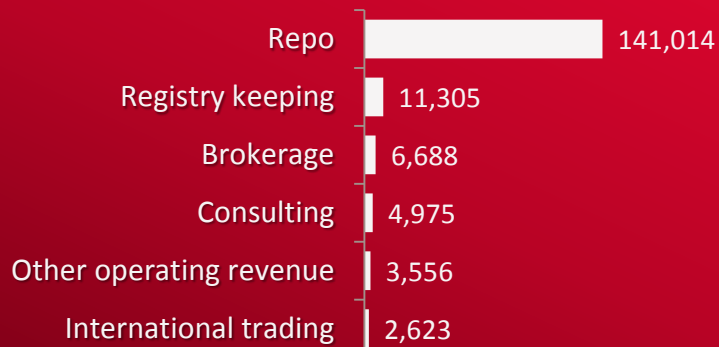 Repo 141,014
Registry keeping 11,305
Brokerage 6,688
Consulting 4,975
Other operating revenue 3,556
International trading 2,623